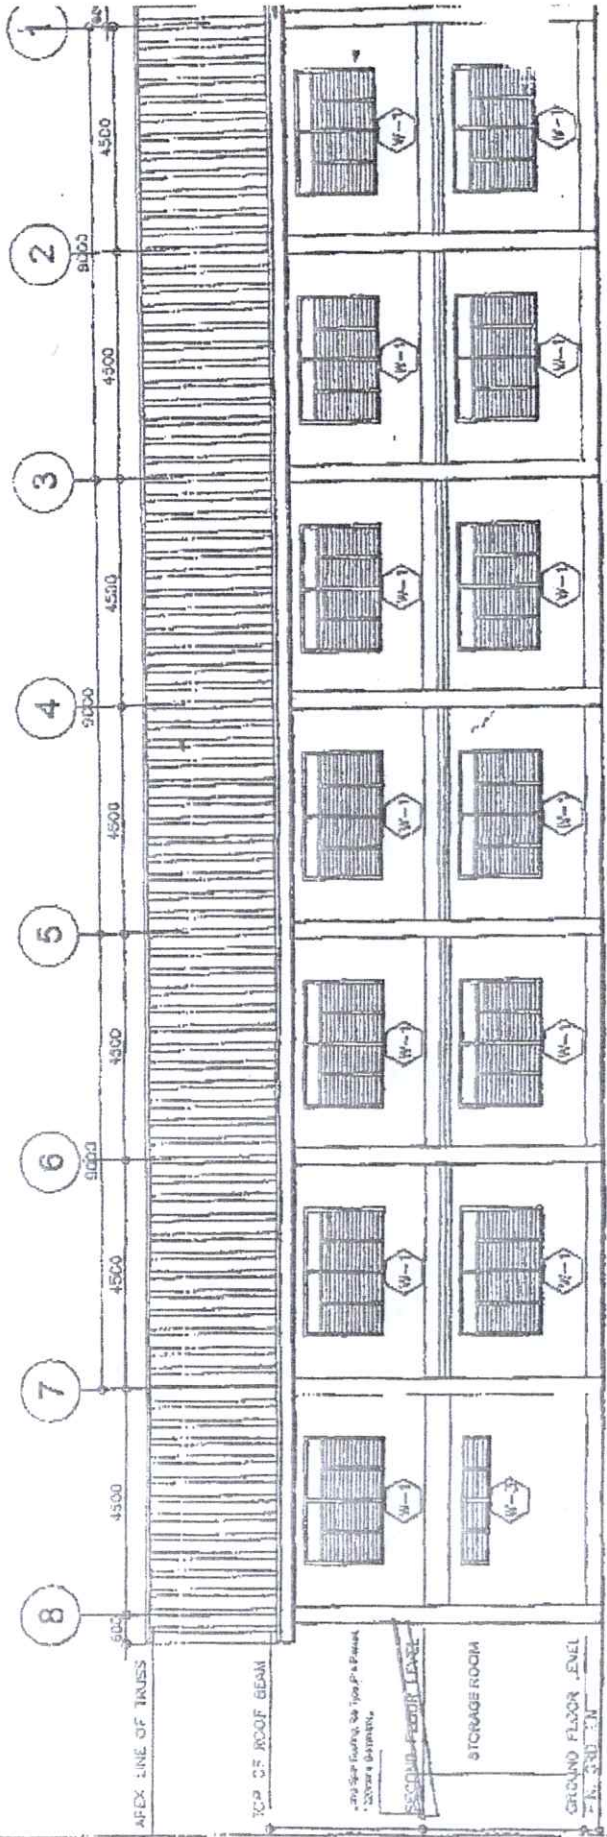 8 7 6 5 4 3 2 1
9000 9000 9000
600 4500 4500 4500 4500 4500 4500 4500
APEX LINE OF TRUSS
TOP OF ROOF BEAM
W-1 W-1 W-1 W-1 W-1 W-1 W-1
SECOND FLOOR LEVEL
STORAGE ROOM
W-3 W-1 W-1 W-1 W-1 W-1 W-1
GROUND FLOOR LEVEL